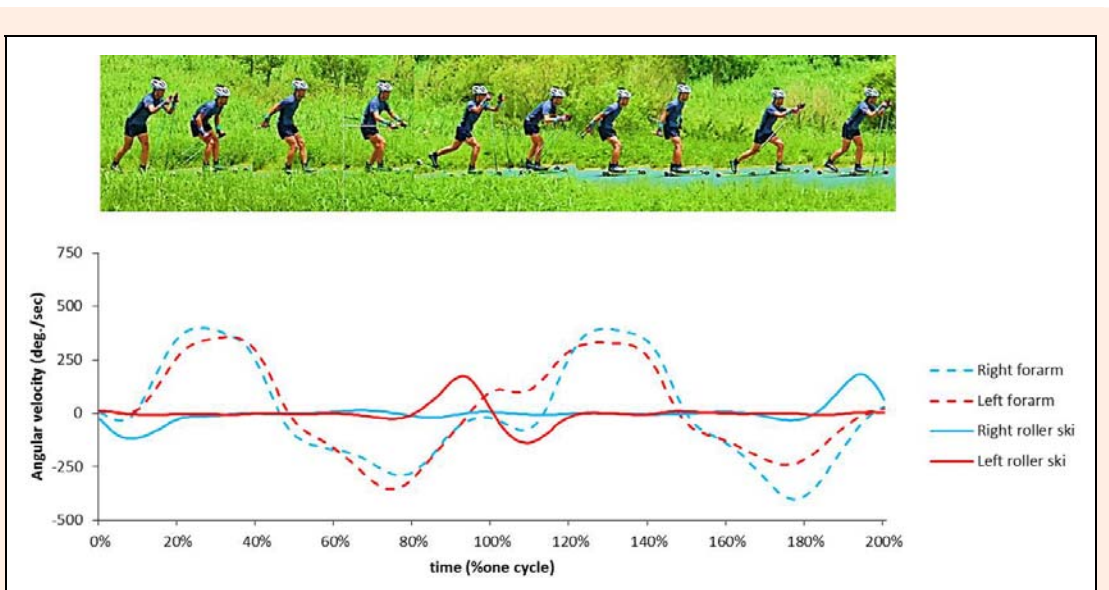 750
500
250
0
-250
-500
Angular velocity (deg./sec)
0% 20% 40% 60% 80% 100% 120% 140% 160% 180% 200%
time (%one cycle)
Right forarm
Left forarm
Right roller ski
Left roller ski